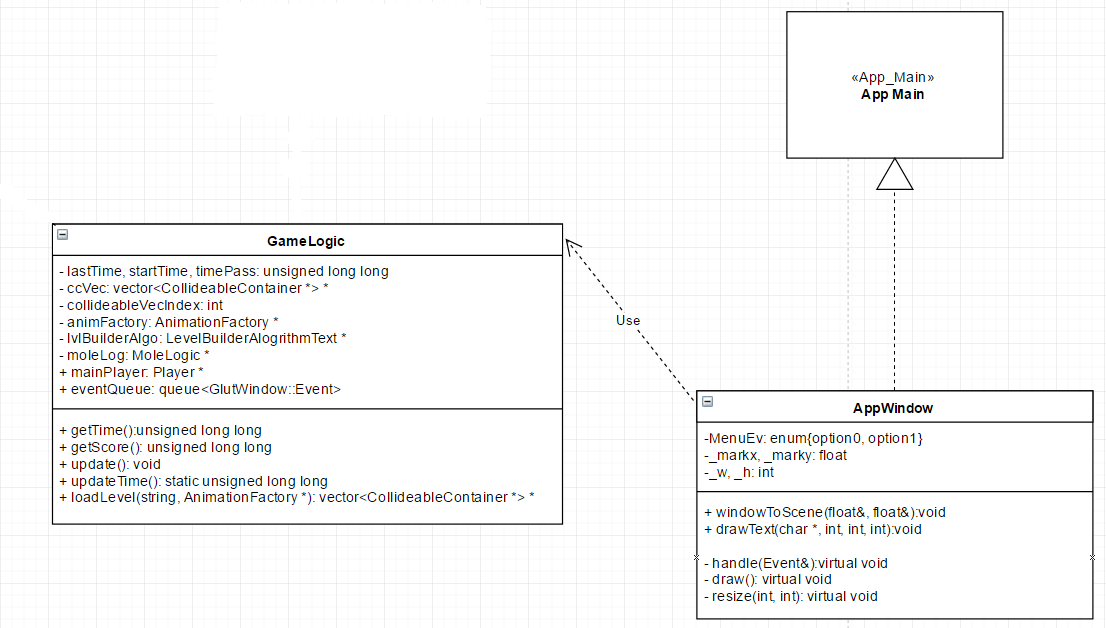 «App_Main»
App Main
GameLogic
- lastTime, startTime, timePass: unsigned long long
- ccVec: vector<CollideableContainer *> *
- collideableVecIndex: int
- animFactory: AnimationFactory *
- lvlBuilderAlgo: LevelBuilderAlogrithmText *
- moleLog: MoleLogic *
+ mainPlayer: Player *
+ eventQueue: queue<GlutWindow::Event>
+ getTime():unsigned long long
+ getScore(): unsigned long long
+ update(): void
+ updateTime(): static unsigned long long
+ loadLevel(string, AnimationFactory *): vector<CollideableContainer *> *
Use
AppWindow
-MenuEv: enum{option0, option1}
-_markx, _marky: float
-_w, _h: int
+ windowToScene(float&, float&):void
+ drawText(char *, int, int, int):void
- handle(Event&):virtual void
- draw(): virtual void
- resize(int, int): virtual void